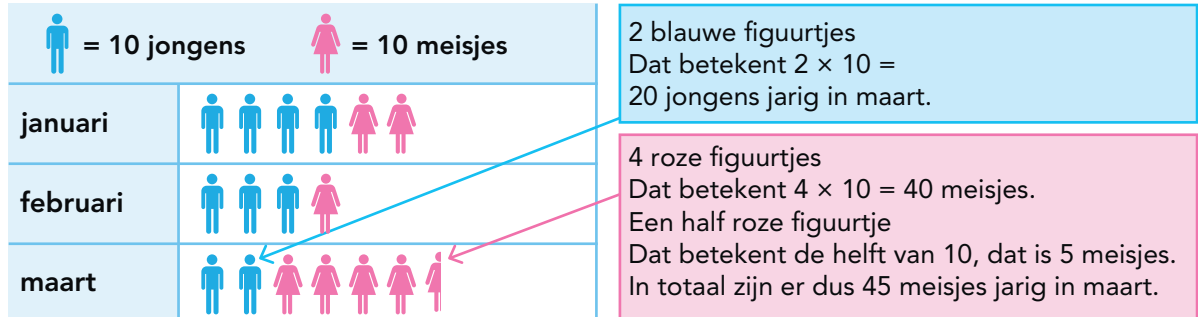 = 10 jongens
= 10 meisjes
januari
februari
maart
2 blauwe figuurtjes
Dat betekent 2 × 10 =
20 jongens jarig in maart.
4 roze figuurtjes
Dat betekent 4 × 10 = 40 meisjes.
Een half roze figuurtje
Dat betekent de helft van 10, dat is 5 meisjes.
In totaal zijn er dus 45 meisjes jarig in maart.